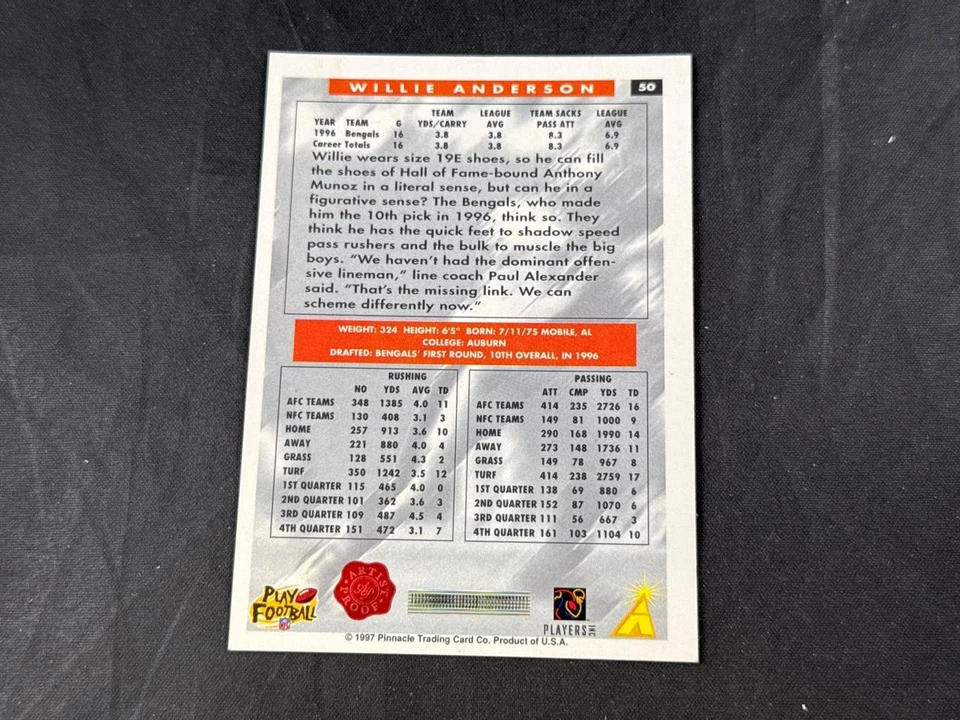 WILLIE ANDERSON 50
TEAM LEAGUE TEAM SACKS LEAGUE
YEAR TEAM G YDS/CARRY AVG PASS ATT AVG
1996 Bengals 16 3.8 3.8 8.3 6.9
Career Totals 16 3.8 3.8 8.3 6.9
Willie wears size 19E shoes, so he can fill
the shoes of Hall of Fame-bound Anthony
Munoz in a literal sense, but can he in a
figurative sense? The Bengals, who made
him the 10th pick in 1996, think so. They
think he has the quick feet to shadow speed
pass rushers and the bulk to muscle the big
boys. "We haven't had the dominant offen-
sive lineman," line coach Paul Alexander
said. "That's the missing link. We can
scheme differently now."
WEIGHT: 324 HEIGHT: 6'5" BORN: 7/11/75 MOBILE, AL
COLLEGE: AUBURN
DRAFTED: BENGALS' FIRST ROUND, 10TH OVERALL, IN 1996
RUSHING
NO YDS AVG TD
AFC TEAMS 348 1385 4.0 11
NFC TEAMS 130 408 3.1 3
HOME 257 913 3.6 10
AWAY 221 880 4.0 4
GRASS 128 551 4.3 2
TURF 350 1242 3.5 12
1ST QUARTER 115 465 4.0 0
2ND QUARTER 101 362 3.6 3
3RD QUARTER 109 487 4.5 4
4TH QUARTER 151 472 3.1 7
PASSING
ATT CMP YDS TD
AFC TEAMS 414 235 2726 16
NFC TEAMS 149 81 1000 9
HOME 290 168 1990 14
AWAY 273 148 1736 11
GRASS 149 78 967 8
TURF 414 238 2759 17
1ST QUARTER 138 69 880 6
2ND QUARTER 152 87 1070 6
3RD QUARTER 111 56 667 3
4TH QUARTER 161 103 1104 10
PLAY
FOOTBALL
NFL
ARTIST
PROOF
PLAYERS INC
© 1997 Pinnacle Trading Card Co. Product of U.S.A.